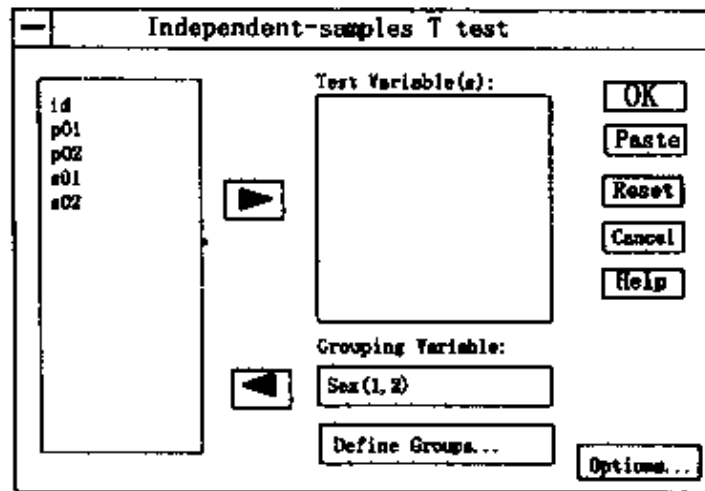 Independent-samples T test
id
p01
p02
s01
s02
Test Variable(s):
OK
Paste
Reset
Cancel
Help
Grouping Variable:
Sex(1,2)
Define Groups...
Options...